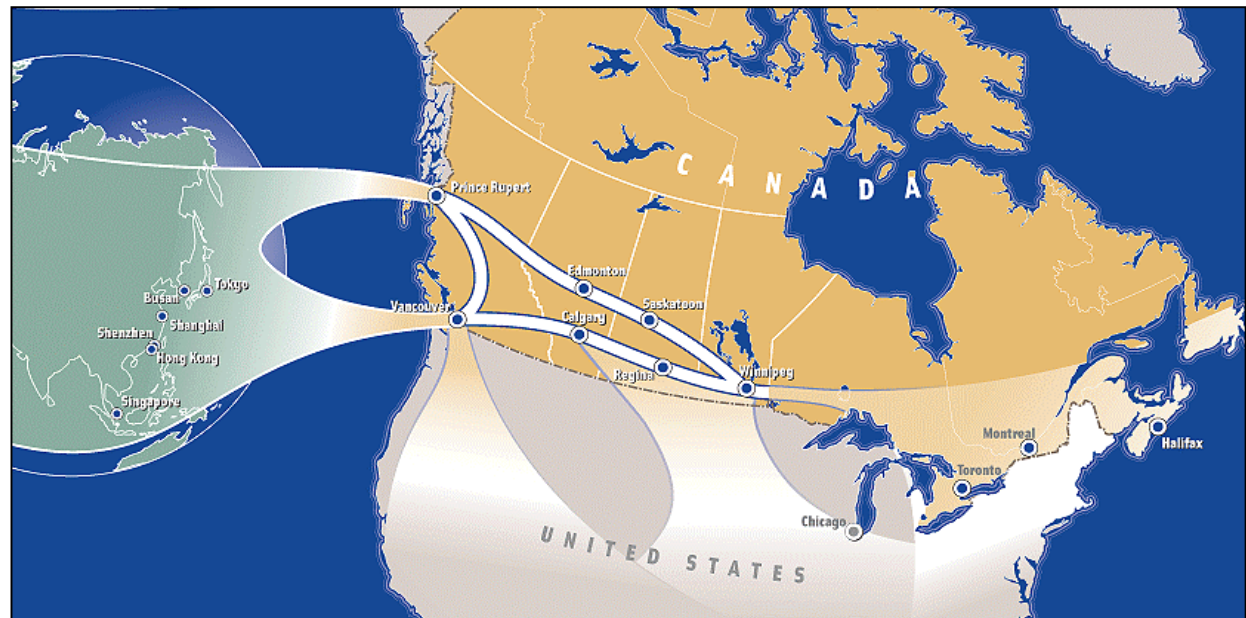 CANADA
Prince Rupert
Edmonton
Saskatoon
Busan
Tokyo
Vancouver
Calgary
Shanghai
Shenzhen
Hong Kong
Regina
Winnipeg
Singapore
Montreal
Halifax
Toronto
Chicago
UNITED STATES